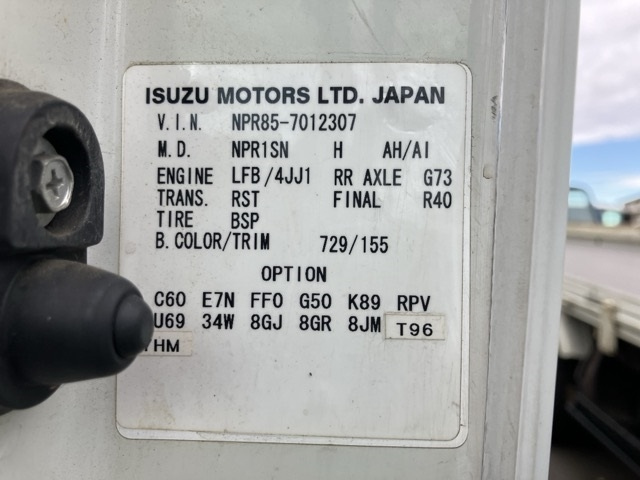 ISUZU MOTORS LTD. JAPAN
V.I.N. NPR85-7012307
M.D. NPR1SN H AH/AI
ENGINE LFB/4JJ1 RR AXLE G73
TRANS. RST FINAL R40
TIRE BSP
B.COLOR/TRIM 729/155
OPTION
C60 E7N FF0 G50 K89 RPV
U69 34W 8GJ 8GR 8JM T96
YHM